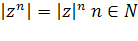 |zⁿ| = |z|ⁿ n ∈ N